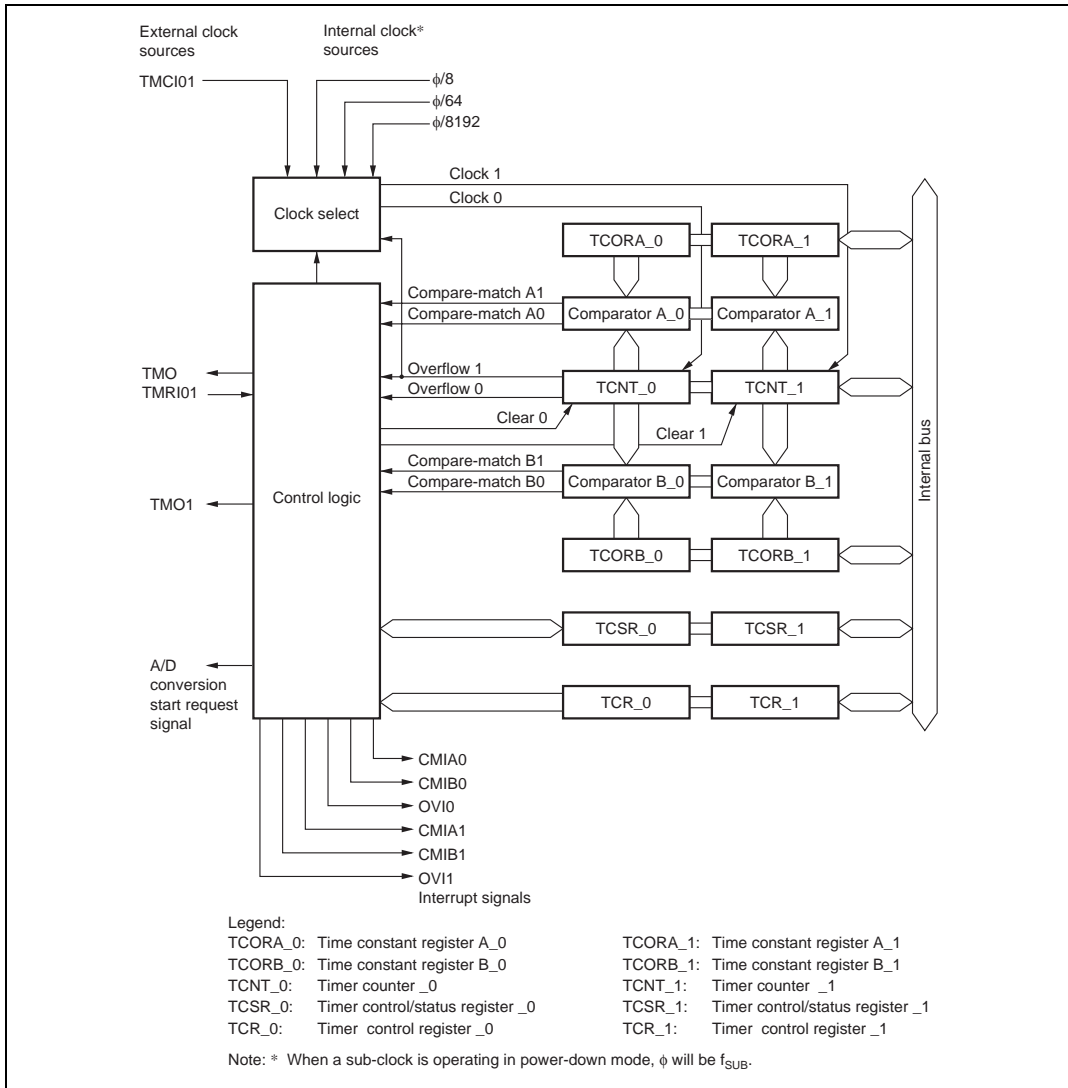 External clock
sources
Internal clock*
sources
TMCI01
ϕ/8
ϕ/64
ϕ/8192
Clock 1
Clock 0
Clock select
TCORA_0
TCORA_1
Compare-match A1
Compare-match A0
Comparator A_0
Comparator A_1
TMO
TMRI01
Overflow 1
Overflow 0
TCNT_0
TCNT_1
Clear 0
Clear 1
Internal bus
Compare-match B1
Compare-match B0
Comparator B_0
Comparator B_1
Control logic
TMO1
TCORB_0
TCORB_1
TCSR_0
TCSR_1
A/D
conversion
start request
signal
TCR_0
TCR_1
CMIA0
CMIB0
OVI0
CMIA1
CMIB1
OVI1
Interrupt signals
Legend:
TCORA_0: Time constant register A_0
TCORA_1: Time constant register A_1
TCORB_0: Time constant register B_0
TCORB_1: Time constant register B_1
TCNT_0: Timer counter _0
TCNT_1: Timer counter _1
TCSR_0: Timer control/status register _0
TCSR_1: Timer control/status register _1
TCR_0: Timer control register _0
TCR_1: Timer control register _1
Note: * When a sub-clock is operating in power-down mode, ϕ will be fSUB.